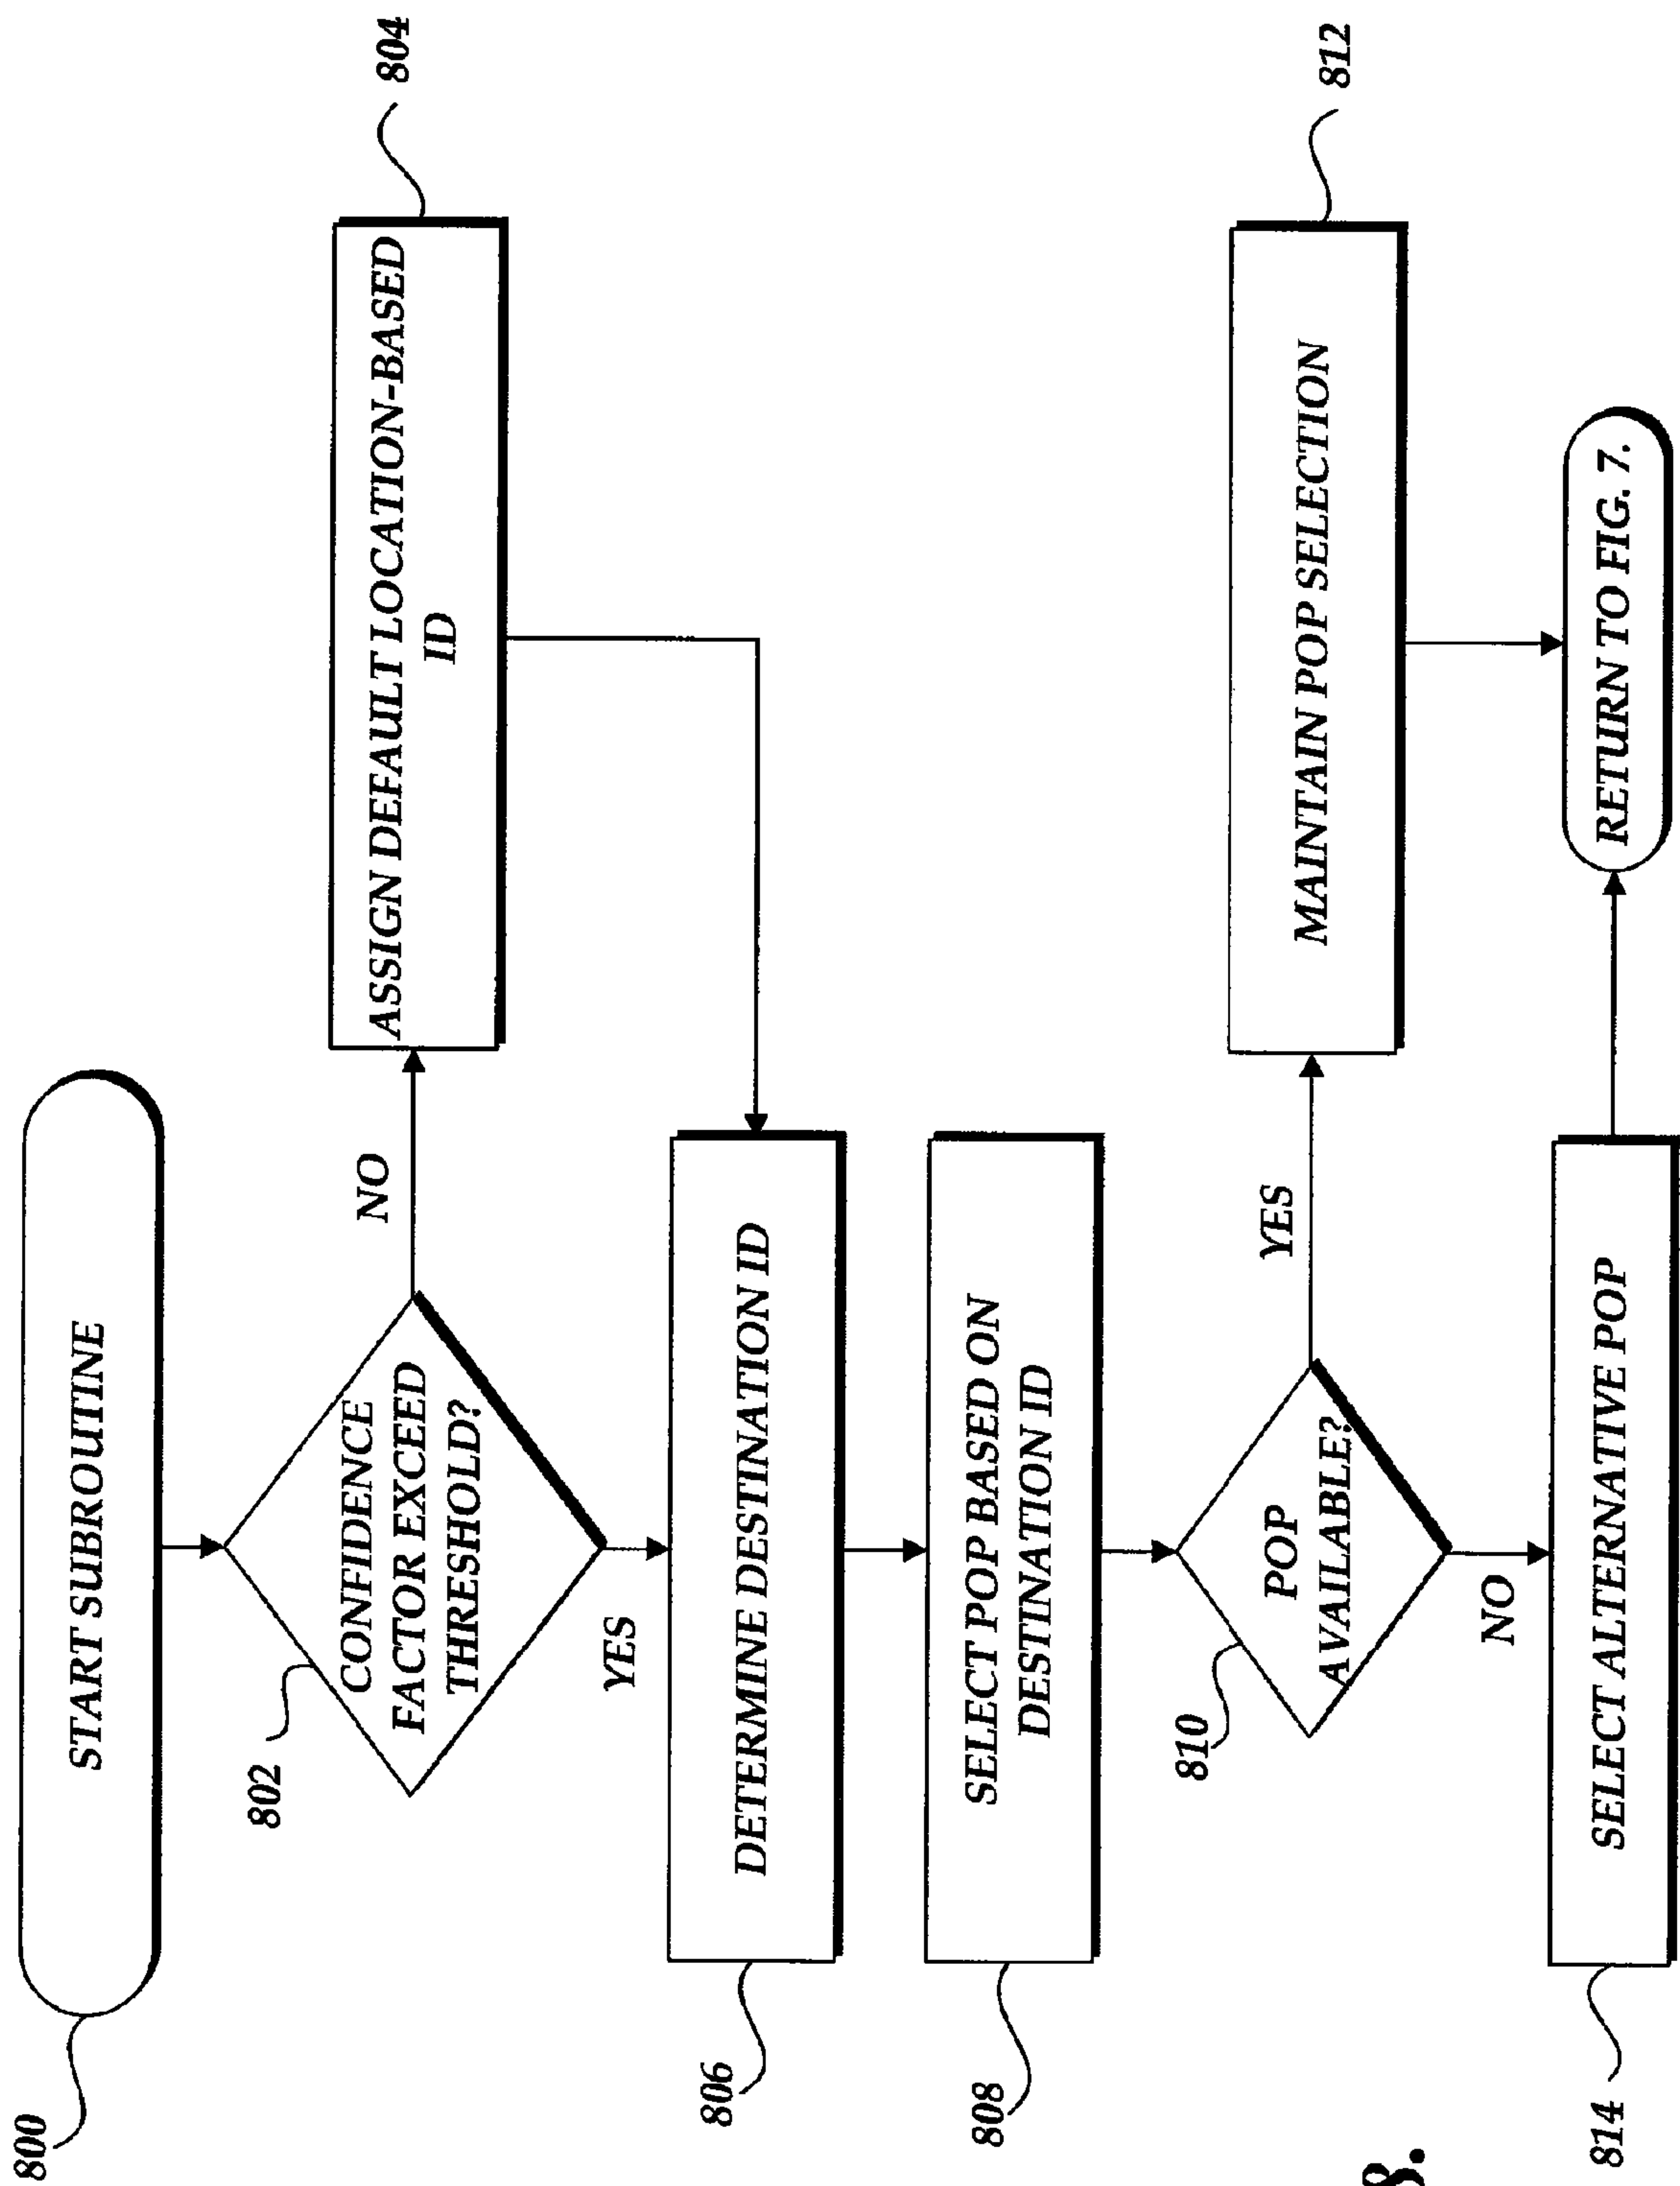 800
START SUBROUTINE
802
CONFIDENCE
FACTOR EXCEED
THRESHOLD?
NO
804
ASSIGN DEFAULT LOCATION-BASED
ID
YES
806
DETERMINE DESTINATION ID
808
SELECT POP BASED ON
DESTINATION ID
810
POP
AVAILABLE?
YES
812
MAINTAIN POP SELECTION
NO
814
SELECT ALTERNATIVE POP
RETURN TO FIG. 7.
8.